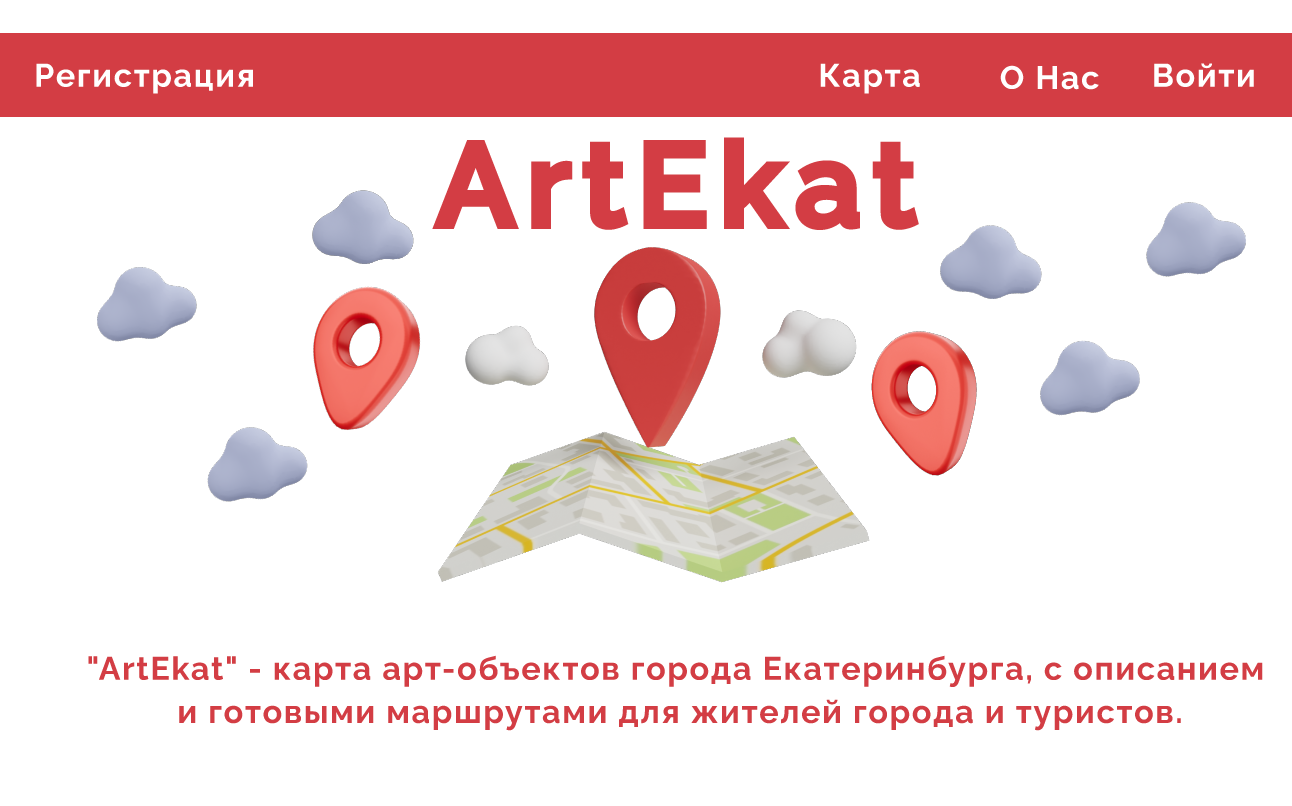 Регистрация
Карта
О Нас
Войти
ArtEkat
"ArtEkat" - карта арт-объектов города Екатеринбурга, с описанием
и готовыми маршрутами для жителей города и туристов.